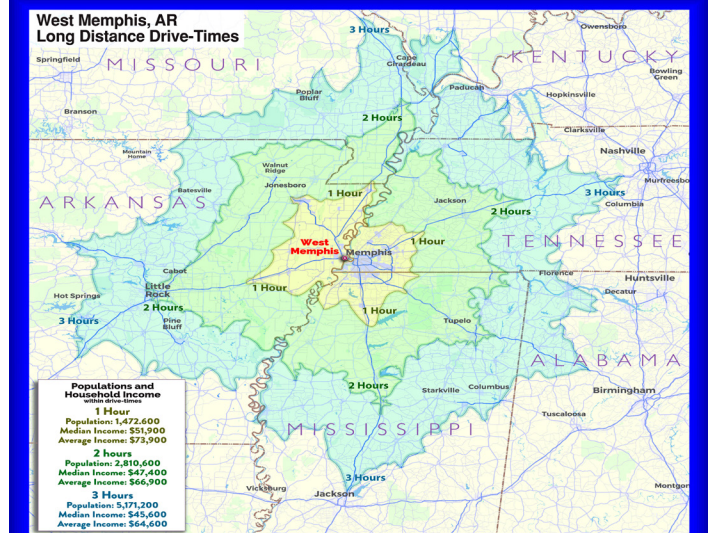 West Memphis, AR
Long Distance Drive-Times
3 Hours
Owensboro
KENTUCKY
Springfield
MISSOURI
Cape
Girardeau
Bowling
Green
Poplar
Bluff
Paducah
Hopkinsville
Branson
2 Hours
Clarksville
Mountain
Home
Nashville
Walnut
Ridge
Jonesboro
Murfreesbo
Batesville
1 Hour
3 Hours
ARKANSAS
Jackson
Columbia
2 Hours
West
Memphis
Memphis
1 Hour
TENNESSEE
Cabot
Florence
Huntsville
Little
Rock
1 Hour
Decatur
Hot Springs
2 Hours
1 Hour
3 Hours
Pine
Bluff
Tupelo
ALABAMA
2 Hours
Starkville
Columbus
Birmingham
Tuscaloosa
MISSISSIPPI
3 Hours
Vicksburg
Jackson
Montgon
Populations and
Household Income
within drive-times
1 Hour
Population: 1,472,600
Median Income: $51,900
Average Income: $73,900
2 hours
Population: 2,810,600
Median Income: $47,400
Average Income: $66,900
3 Hours
Population: 5,171,200
Median Income: $45,600
Average Income: $64,600